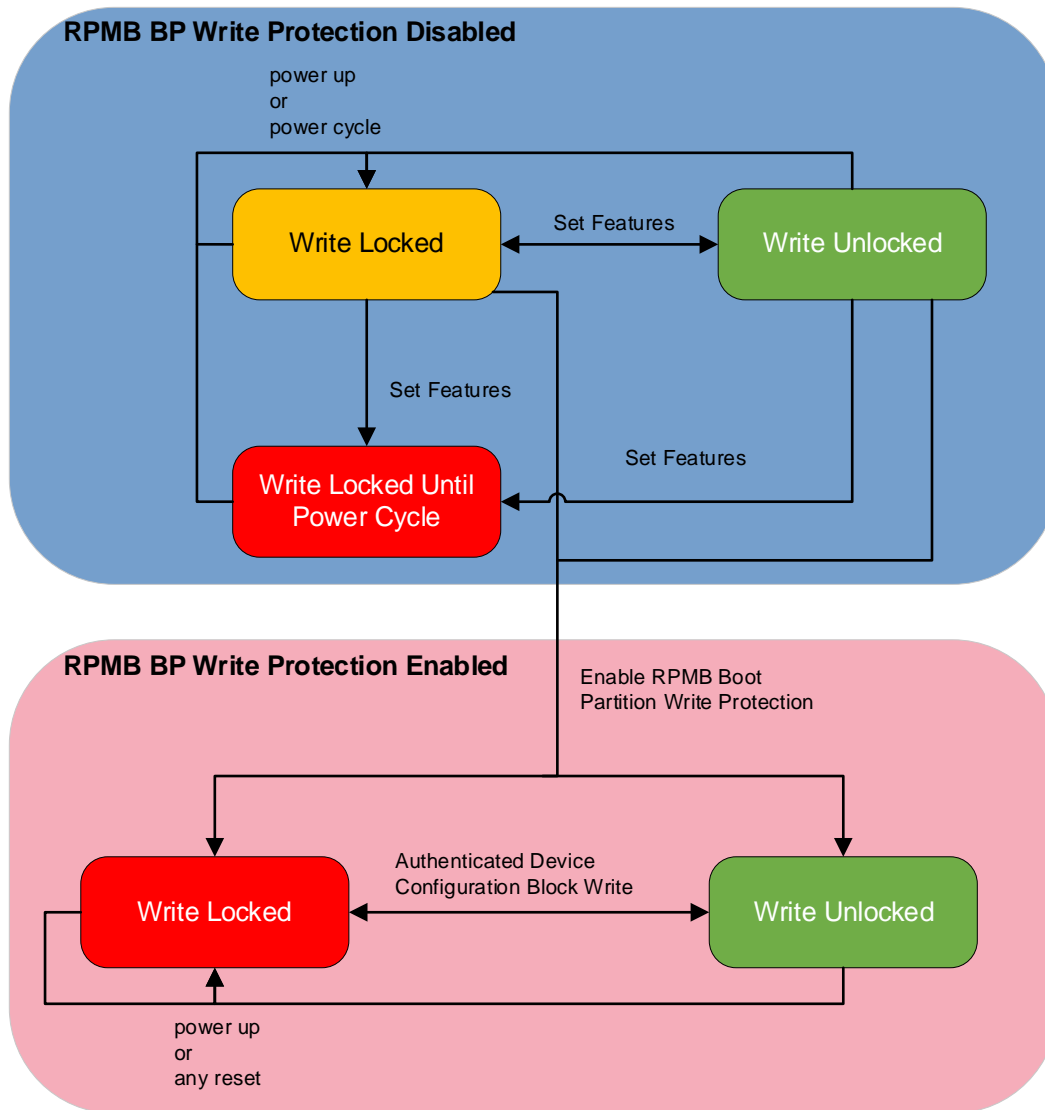 RPMB BP Write Protection Disabled
power up
or
power cycle
Write Locked
Set Features
Write Unlocked
Set Features
Write Locked Until
Power Cycle
Set Features
RPMB BP Write Protection Enabled
Enable RPMB Boot
Partition Write Protection
Authenticated Device
Configuration Block Write
Write Locked
Write Unlocked
power up
or
any reset